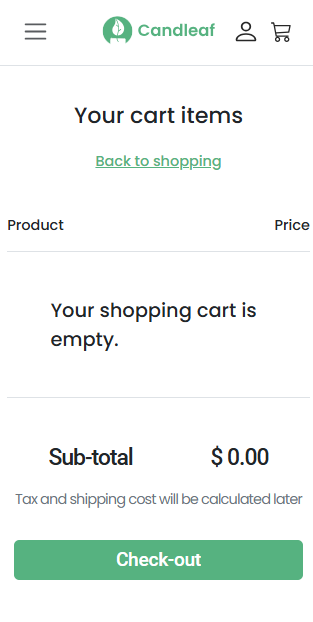 Candleaf
Your cart items
Back to shopping
Product Price
Your shopping cart is
empty.
Sub-total $ 0.00
Tax and shipping cost will be calculated later
Check-out